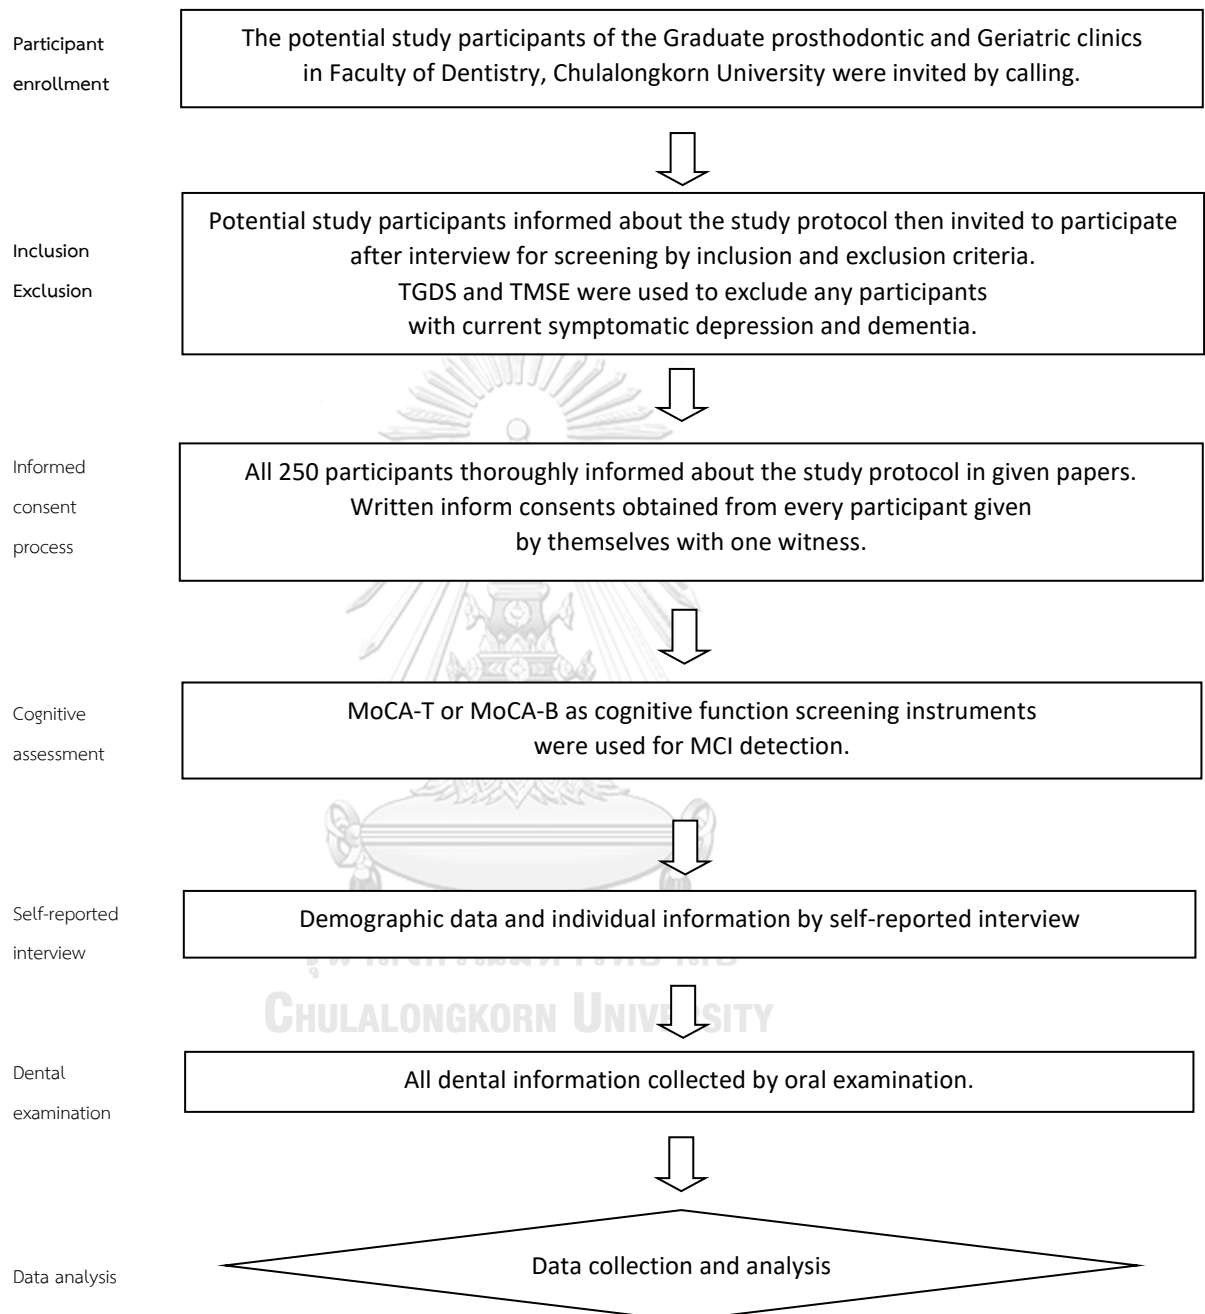 Participant
enrollment
The potential study participants of the Graduate prosthodontic and Geriatric clinics
in Faculty of Dentistry, Chulalongkorn University were invited by calling.
Inclusion
Exclusion
Potential study participants informed about the study protocol then invited to participate
after interview for screening by inclusion and exclusion criteria.
TGDS and TMSE were used to exclude any participants
with current symptomatic depression and dementia.
Informed
consent
process
All 250 participants thoroughly informed about the study protocol in given papers.
Written inform consents obtained from every participant given
by themselves with one witness.
Cognitive
assessment
MoCA-T or MoCA-B as cognitive function screening instruments
were used for MCI detection.
Self-reported
interview
Demographic data and individual information by self-reported interview
CHULALONGKORN UNIVERSITY
Dental
examination
All dental information collected by oral examination.
Data analysis
Data collection and analysis